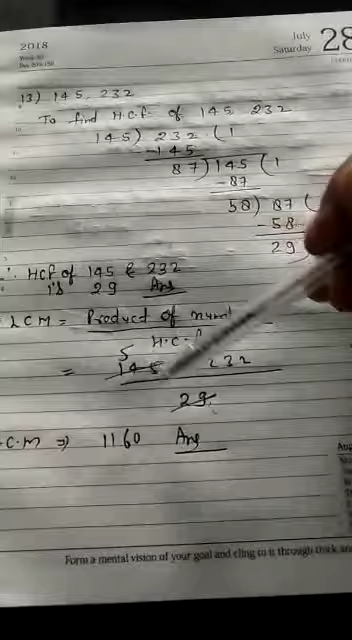 2018
July
Saturday
28
13) 145, 232
To find H.C.F of 145 232
145) 232 (1
-145
87) 145 (1
-87
58) 87 (
-58
29
∴ HCF of 145 & 232
is 29 Ans
LCM = Product of num
H.C.
5
= 145 232
29
C.M ⇒ 1160 Ans
Form a mental vision of your goal and cling to it through thick an